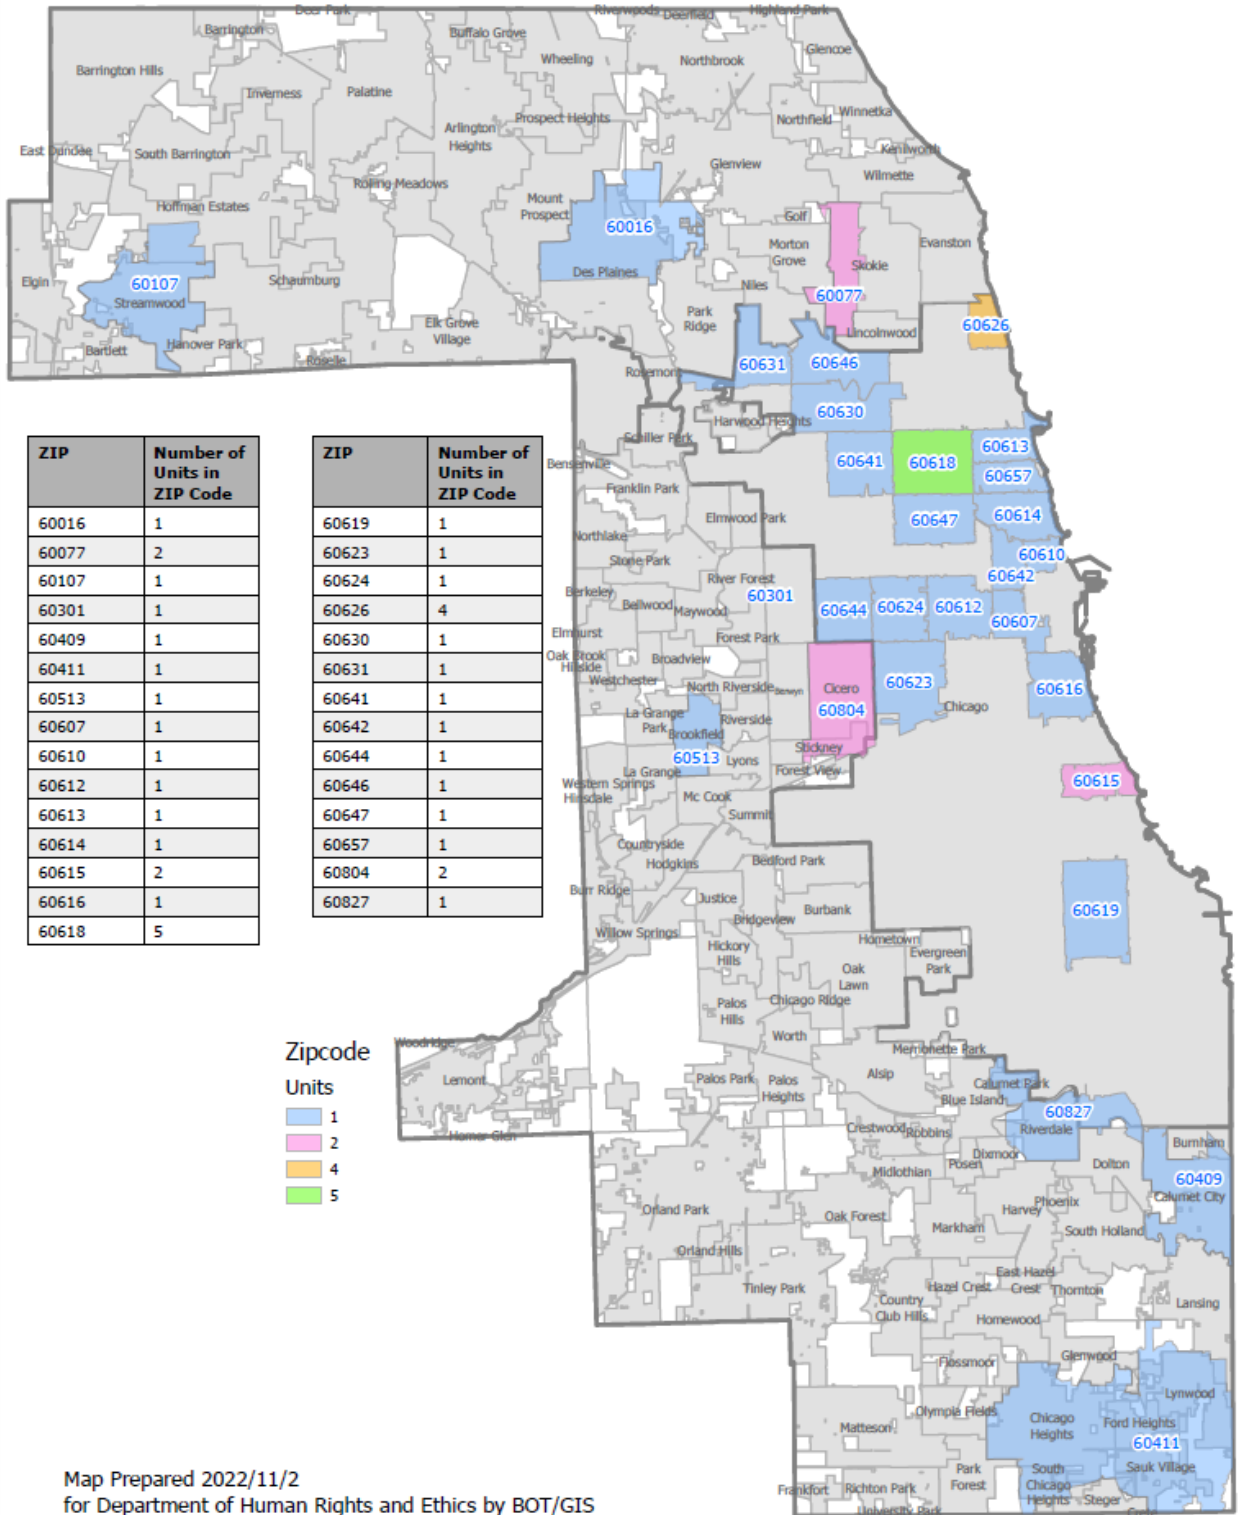 Deer Park
Riverwoods
Deerfield
Highland Park
Barrington
Buffalo Grove
Glencoe
Wheeling
Northbrook
Barrington Hills
Inverness
Palatine
Winnetka
Northfield
Prospect Heights
Arlington
Heights
East Dundee
South Barrington
Kenilworth
Glenview
Wilmette
Rolling Meadows
Mount
Prospect
Hoffman Estates
Golf
60016
Evanston
Morton
Grove
Skokie
Des Plaines
Elgin
60107
Schaumburg
Niles
60077
Streamwood
Park
Ridge
Elk Grove
Village
60626
Lincolnwood
Bartlett
Hanover Park
Roselle
60631
60646
Rosemont
60630
Harwood Heights
Schiller Park
60613
60641
60618
Bensenville
60657
Franklin Park
60614
Elmwood Park
60647
Northlake
60610
Stone Park
60642
River Forest
Berkeley
60301
Bellwood
Maywood
60644
60624
60612
60607
Elmhurst
Forest Park
Oak Brook
Hillside
Broadview
Westchester
60623
North Riverside
Berwyn
Cicero
60616
60804
Chicago
La Grange
Park
Riverside
Brookfield
Stickney
60513
Lyons
Forest View
La Grange
60615
Western Springs
Hinsdale
Mc Cook
Summit
Countryside
Hodgkins
Bedford Park
Burr Ridge
Justice
Burbank
60619
Bridgeview
Willow Springs
Hometown
Hickory
Hills
Evergreen
Park
Oak
Lawn
Chicago Ridge
Palos
Hills
Worth
Woodridge
Merrionette Park
Alsip
Lemont
Palos Park
Palos
Heights
Calumet Park
Blue Island
60827
Riverdale
Homer Glen
Crestwood
Robbins
Burnham
Dixmoor
Posen
Dolton
Midlothian
60409
Calumet City
Phoenix
Orland Park
Oak Forest
Harvey
Markham
South Holland
Orland Hills
East Hazel
Crest
Hazel Crest
Thornton
Tinley Park
Country
Club Hills
Lansing
Homewood
Glenwood
Flossmoor
Lynwood
Olympia Fields
Chicago
Heights
Ford Heights
Matteson
60411
Sauk Village
Park
Forest
South
Chicago
Heights
Frankfort
Richton Park
Steger
University Park
Crete
ZIP Number of
Units in
ZIP Code
60016 1
60077 2
60107 1
60301 1
60409 1
60411 1
60513 1
60607 1
60610 1
60612 1
60613 1
60614 1
60615 2
60616 1
60618 5
ZIP Number of
Units in
ZIP Code
60619 1
60623 1
60624 1
60626 4
60630 1
60631 1
60641 1
60642 1
60644 1
60646 1
60647 1
60657 1
60804 2
60827 1
Zipcode
Units
1
2
4
5
Map Prepared 2022/11/2
for Department of Human Rights and Ethics by BOT/GIS